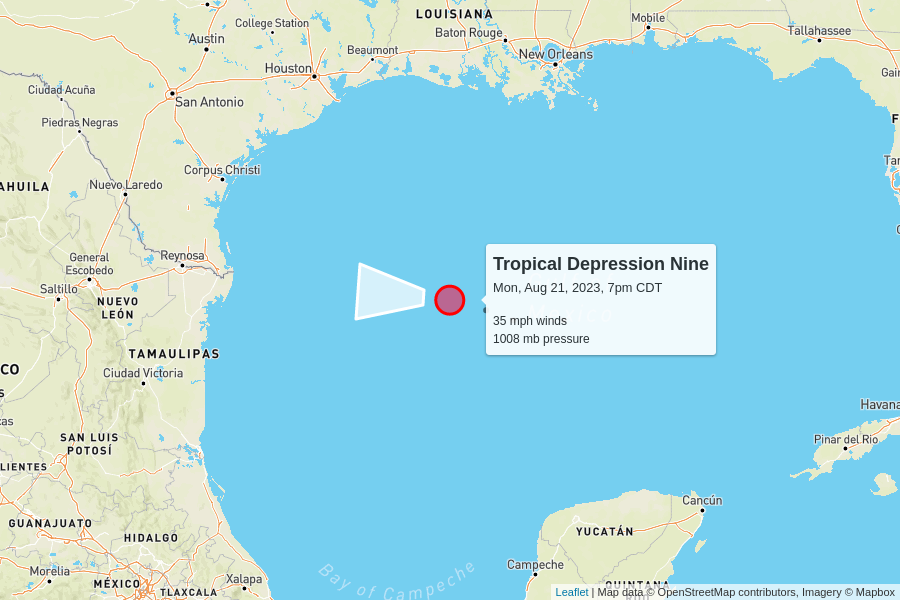 LOUISIANA
Mobile
College Station
Tallahassee
Baton Rouge
Austin
Beaumont
New Orleans
Houston
Ciudad Acuña
San Antonio
Piedras Negras
Corpus Christi
AHUILA
Nuevo Laredo
General
Escobedo
Reynosa
Saltillo
NUEVO
LEÓN
Tropical Depression Nine
Mon, Aug 21, 2023, 7pm CDT
35 mph winds
1008 mb pressure
TAMAULIPAS
Ciudad Victoria
CO
Havana
SAN LUIS
POTOSÍ
Pinar del Rio
LIENTES
Cancún
GUANAJUATO
YUCATÁN
HIDALGO
Campeche
Bay of Campeche
Morelia
MÉXICO
Xalapa
TLAXCALA
QUINTANA
Leaflet | Map data © OpenStreetMap contributors, Imagery © Mapbox